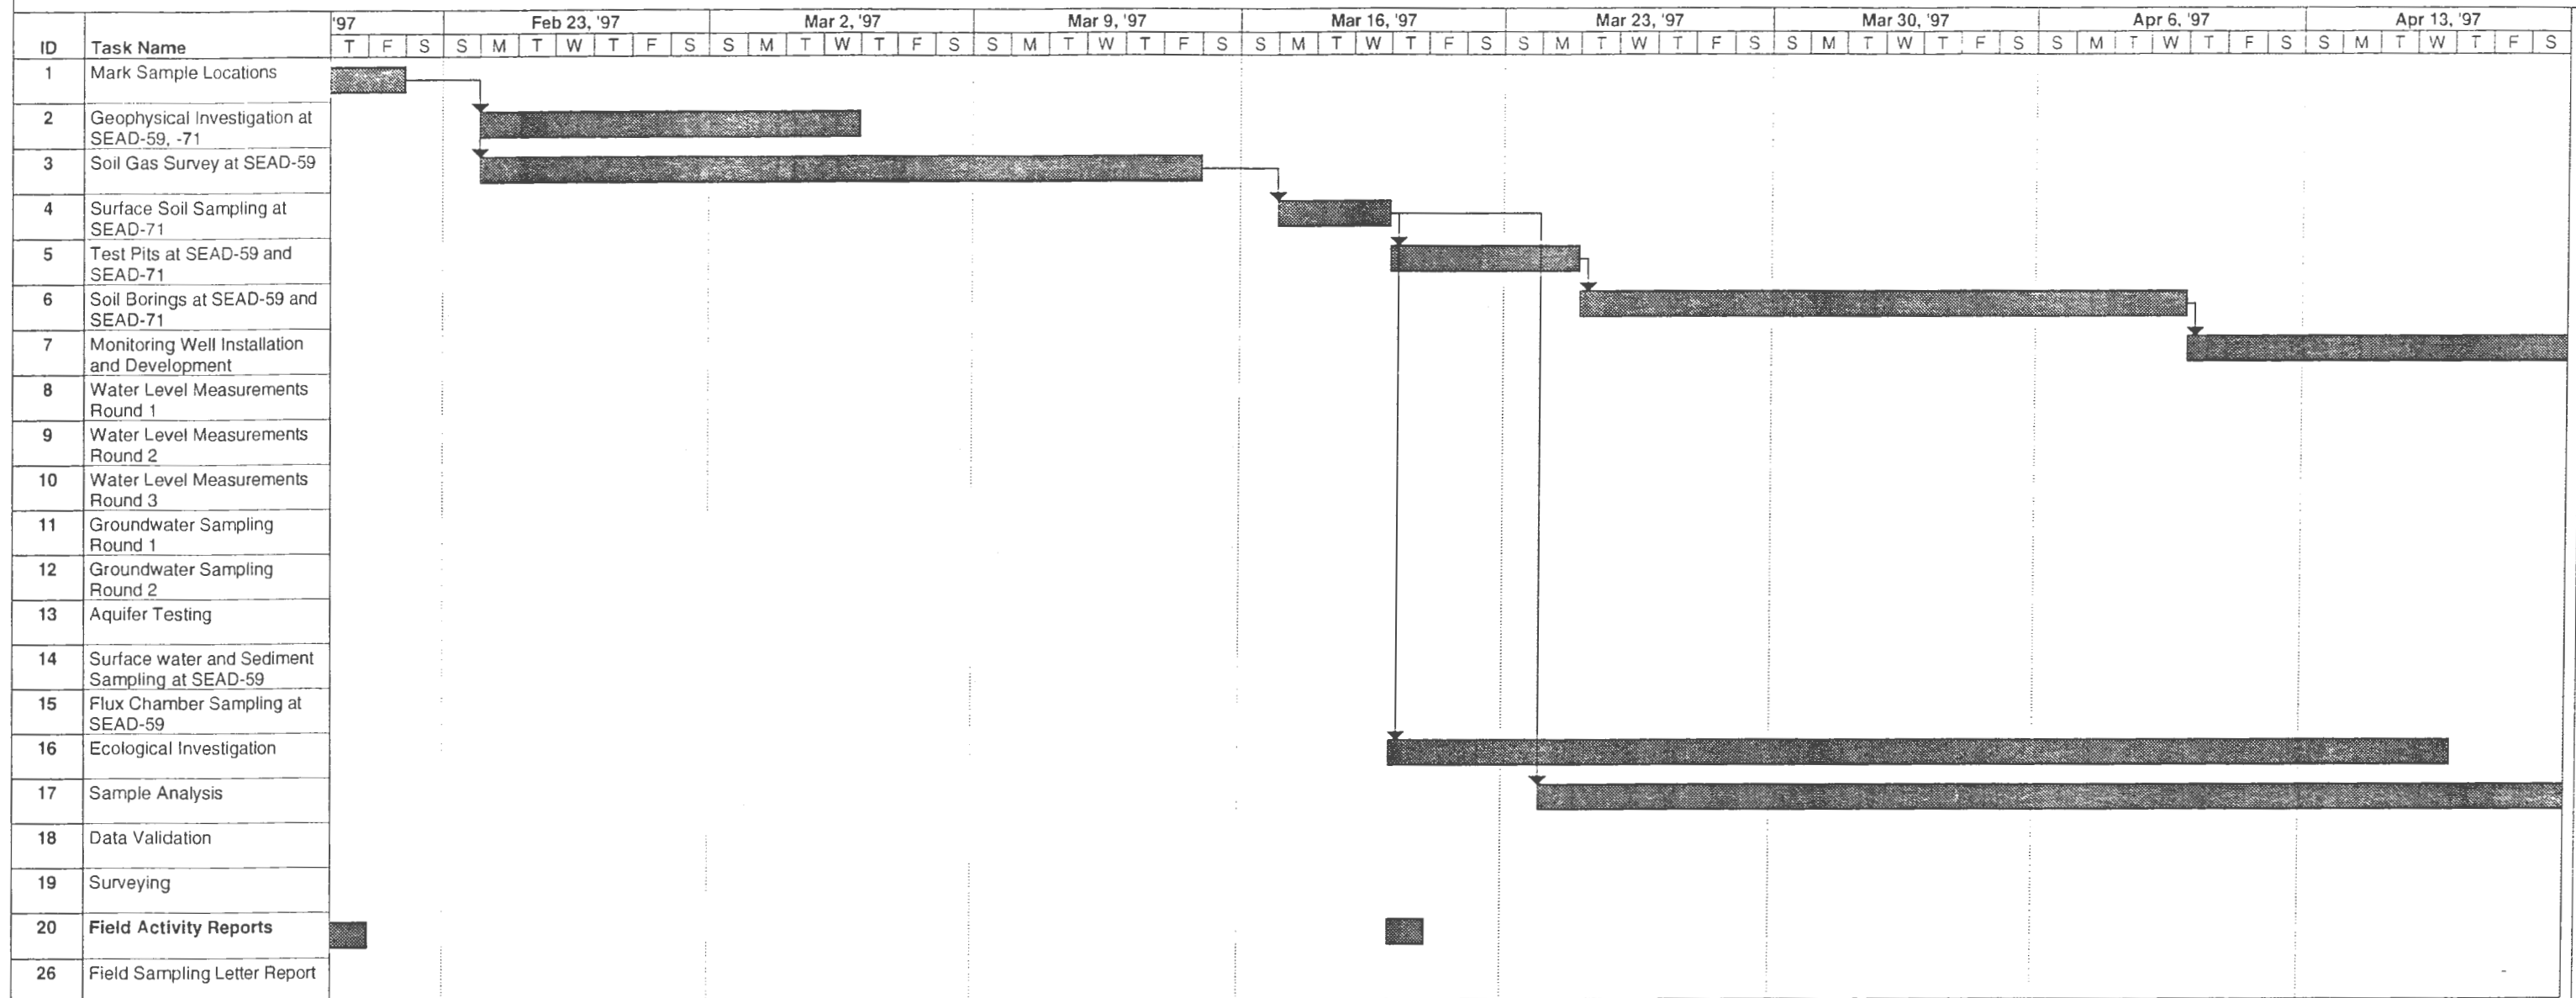 '97 Feb 23, '97 Mar 2, '97 Mar 9, '97 Mar 16, '97 Mar 23, '97 Mar 30, '97 Apr 6, '97 Apr 13, '97
ID Task Name T F S S M T W T F S S M T W T F S S M T W T F S S M T W T F S S M T W T F S S M T W T F S S M T W T F S S M T W T F S
1 Mark Sample Locations
2 Geophysical Investigation at
SEAD-59, -71
3 Soil Gas Survey at SEAD-59
4 Surface Soil Sampling at
SEAD-71
5 Test Pits at SEAD-59 and
SEAD-71
6 Soil Borings at SEAD-59 and
SEAD-71
7 Monitoring Well Installation
and Development
8 Water Level Measurements
Round 1
9 Water Level Measurements
Round 2
10 Water Level Measurements
Round 3
11 Groundwater Sampling
Round 1
12 Groundwater Sampling
Round 2
13 Aquifer Testing
14 Surface water and Sediment
Sampling at SEAD-59
15 Flux Chamber Sampling at
SEAD-59
16 Ecological Investigation
17 Sample Analysis
18 Data Validation
19 Surveying
20 Field Activity Reports
26 Field Sampling Letter Report